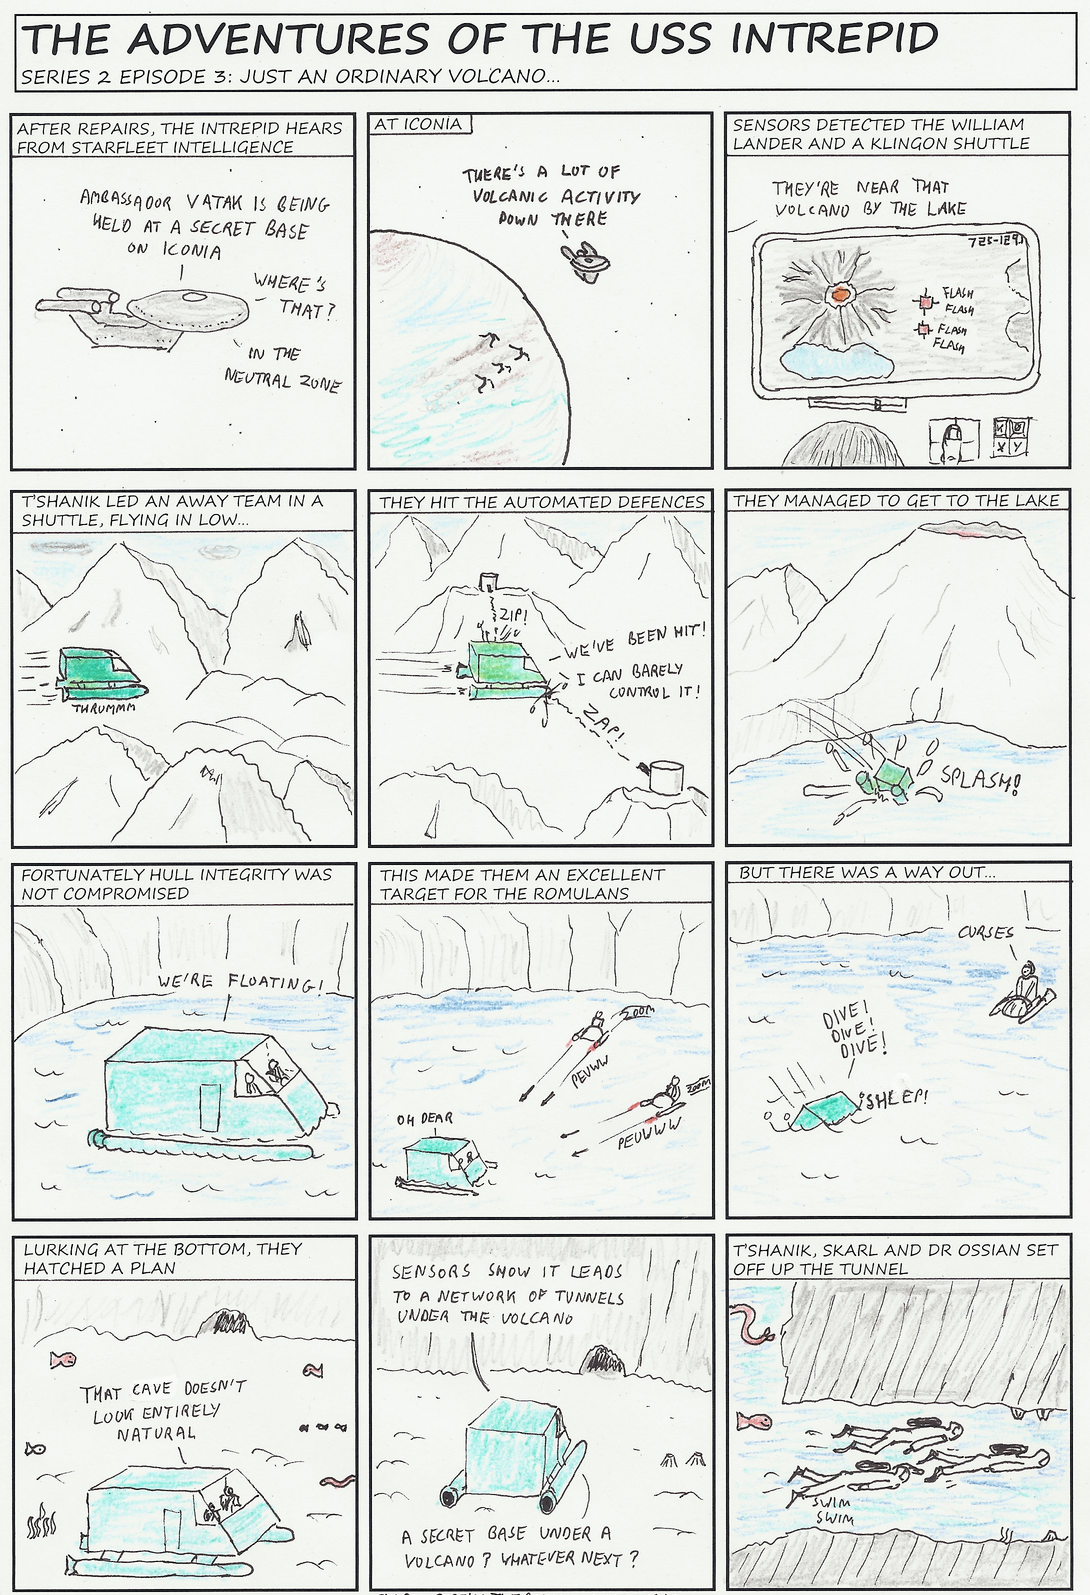 THE ADVENTURES OF THE USS INTREPID
SERIES 2 EPISODE 3: JUST AN ORDINARY VOLCANO...
AFTER REPAIRS, THE INTREPID HEARS
FROM STARFLEET INTELLIGENCE
AMBASSADOR VATAK IS BEING
HELD AT A SECRET BASE
ON ICONIA
WHERE'S
THAT?
IN THE
NEUTRAL ZONE
AT ICONIA
THERE'S A LOT OF
VOLCANIC ACTIVITY
DOWN THERE
SENSORS DETECTED THE WILLIAM
LANDER AND A KLINGON SHUTTLE
THEY'RE NEAR THAT
VOLCANO BY THE LAKE
FLASH
FLASH
FLASH
FLASH
X Y
T'SHANIK LED AN AWAY TEAM IN A
SHUTTLE, FLYING IN LOW...
THRUMMM
THEY HIT THE AUTOMATED DEFENCES
ZIP!
WE'VE BEEN HIT!
I CAN BARELY
CONTROL IT!
ZAP!
THEY MANAGED TO GET TO THE LAKE
SPLASH!
FORTUNATELY HULL INTEGRITY WAS
NOT COMPROMISED
WE'RE FLOATING!
THIS MADE THEM AN EXCELLENT
TARGET FOR THE ROMULANS
ZOOM
PEUWW
ZOOM
PEUWWW
OH DEAR
BUT THERE WAS A WAY OUT...
CURSES
DIVE!
DIVE!
DIVE!
LURKING AT THE BOTTOM, THEY
HATCHED A PLAN
THAT CAVE DOESN'T
LOOK ENTIRELY
NATURAL
SENSORS SHOW IT LEADS
TO A NETWORK OF TUNNELS
UNDER THE VOLCANO
A SECRET BASE UNDER A
VOLCANO? WHATEVER NEXT?
T'SHANIK, SKARL AND DR OSSIAN SET
OFF UP THE TUNNEL
SWIM
SWIM